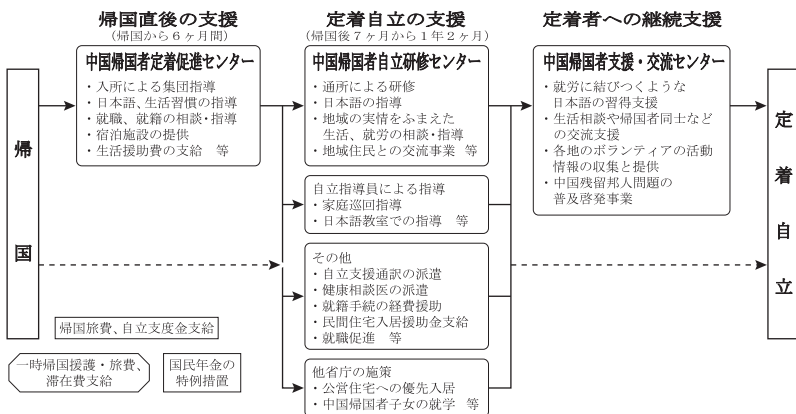 帰国直後の支援
(帰国から6ヶ月間)
定着自立の支援
(帰国後7ヶ月から1年2ヶ月)
定着者への継続支援
帰国
中国帰国者定着促進センター
・入所による集団指導
・日本語、生活習慣の指導
・就職、就籍の相談・指導
・宿泊施設の提供
・生活援助費の支給 等
中国帰国者自立研修センター
・通所による研修
・日本語の指導
・地域の実情をふまえた
生活、就労の相談・指導
・地域住民との交流事業 等
自立指導員による指導
・家庭巡回指導
・日本語教室での指導 等
その他
・自立支援通訳の派遣
・健康相談医の派遣
・就籍手続の経費援助
・民間住宅入居援助金支給
・就職促進 等
他省庁の施策
・公営住宅への優先入居
・中国帰国者子女の就学 等
中国帰国者支援・交流センター
・就労に結びつくような
日本語の習得支援
・生活相談や帰国者同士など
の交流支援
・各地のボランティアの活動
情報の収集と提供
・中国残留邦人問題の
普及啓発事業
定着自立
帰国旅費、自立支度金支給
一時帰国援護・旅費、
滞在費支給
国民年金の
特例措置